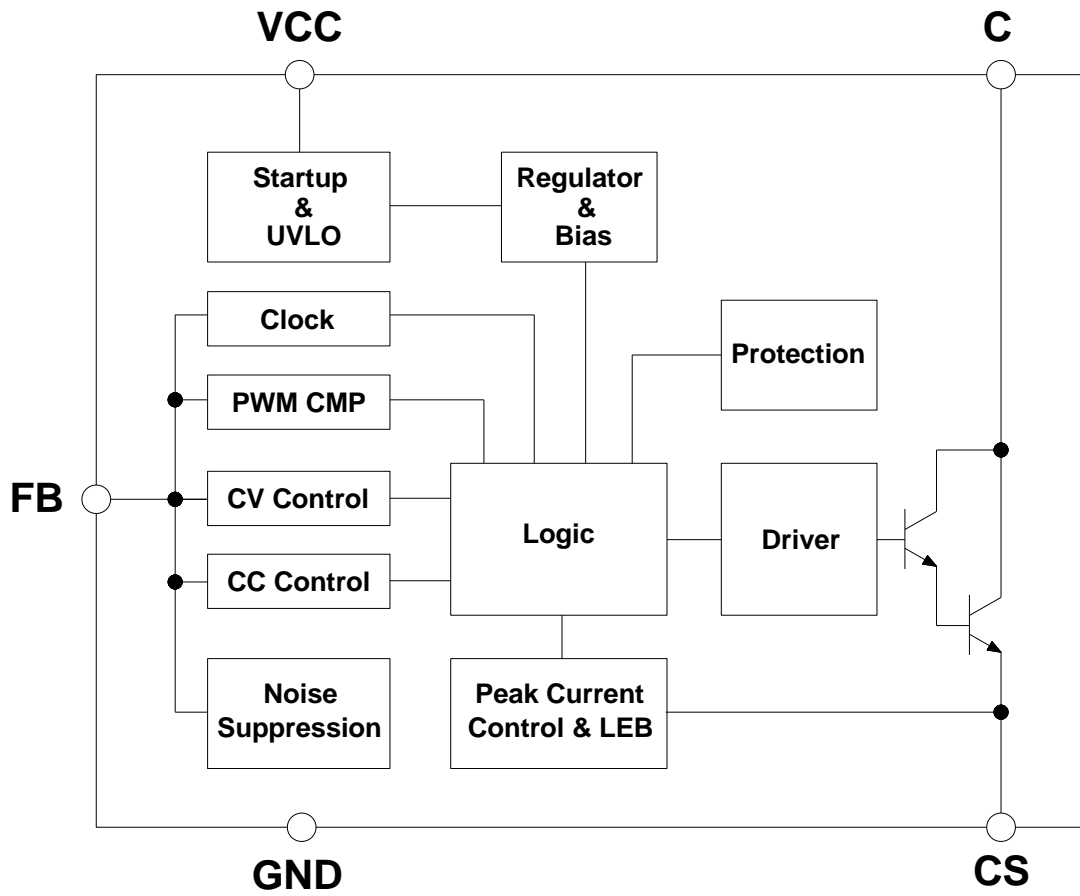 VCC
C
Startup
&
UVLO
Regulator
&
Bias
Clock
Protection
PWM CMP
FB
CV Control
Logic
Driver
CC Control
Noise
Suppression
Peak Current
Control & LEB
GND
CS